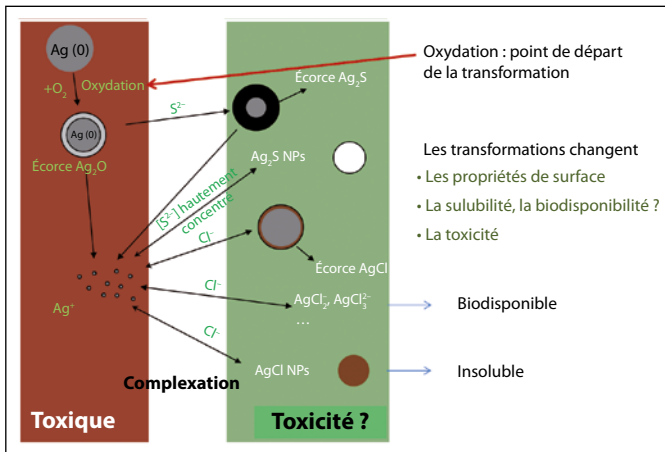 Ag (0)
+O₂
Oxydation
Ag (0)
Écorce Ag₂O
Ag⁺
Toxique
S²⁻
[S²⁻] hautement
concentré
Cl⁻
Cl⁻
Cl⁻
Complexation
Écorce Ag₂S
Ag₂S NPs
Écorce AgCl
AgCl₂⁻, AgCl₃²⁻
…
AgCl NPs
Toxicité ?
Oxydation : point de départ
de la transformation
Les transformations changent
• Les propriétés de surface
• La sulubilité, la biodisponibilité ?
• La toxicité
Biodisponible
Insoluble